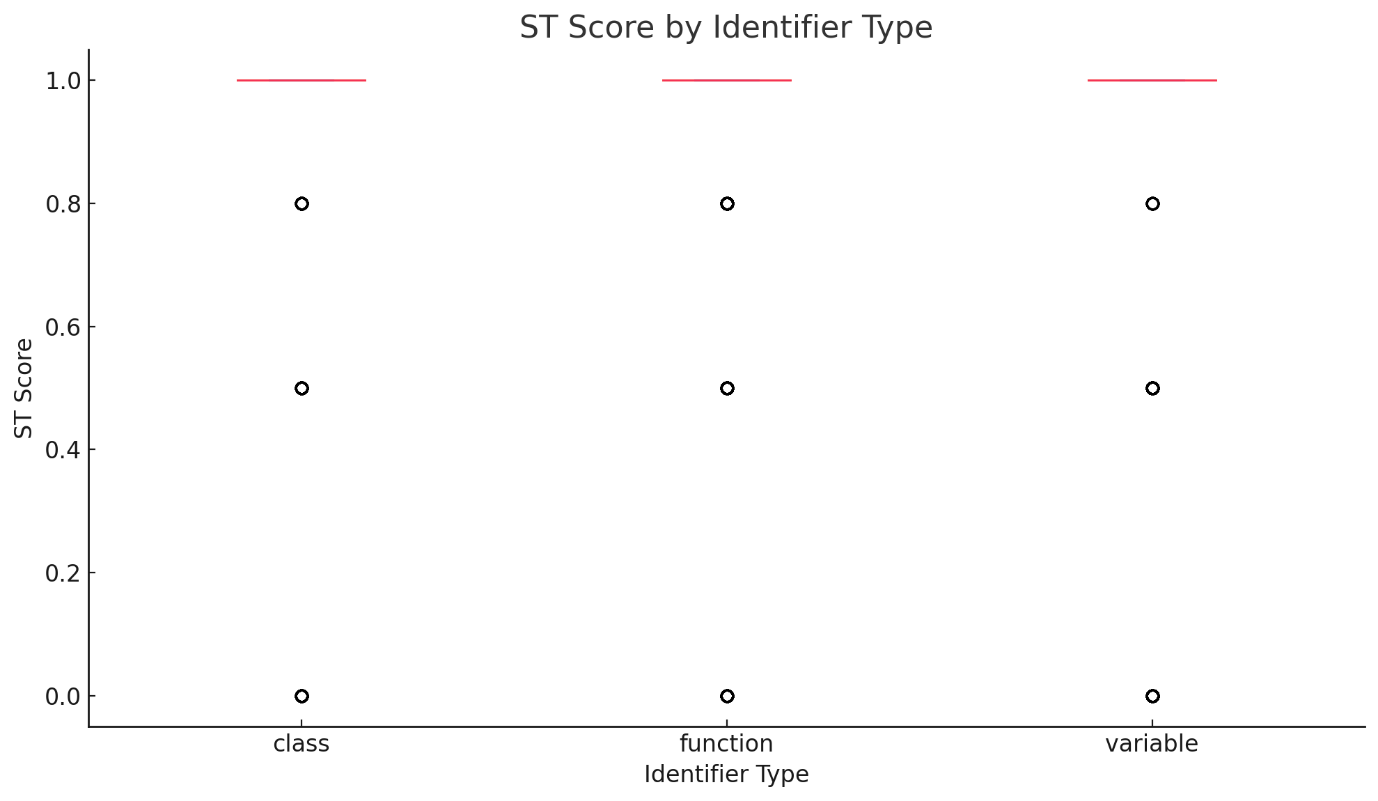 ST Score by Identifier Type
ST Score
1.0
0.8
0.6
0.4
0.2
0.0
class function variable
Identifier Type